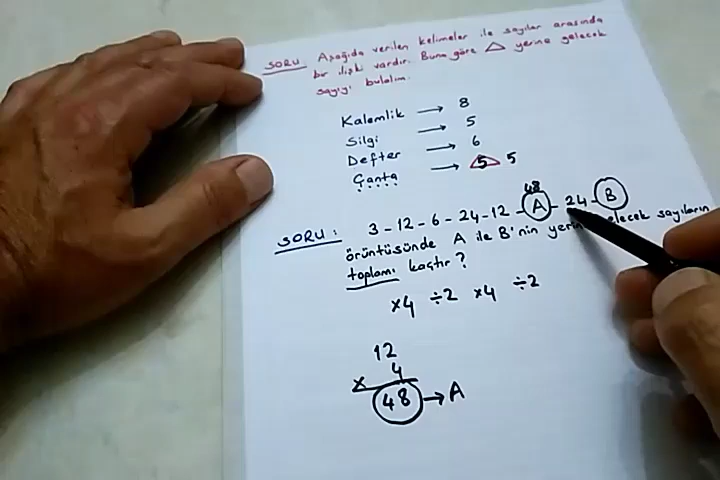 SORU: Aşağıda verilen kelimeler ile sayılar arasında
bir ilişki vardır. Buna göre △ yerine gelecek
sayıyı bulalım.
Kalemlik → 8
Silgi → 5
Defter → 6
Çanta → 5 5
48
SORU: 3-12-6-24-12-A-24-B
örüntüsünde A ile B'nin gelecek sayıların
toplamı kaçtır?
x4 ÷2 x4 ÷2
12
x 4
48 → A